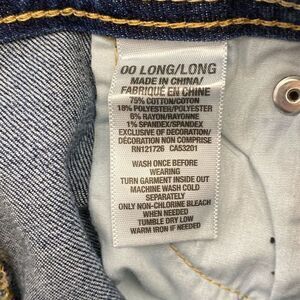 00 LONG/LONG
MADE IN CHINA/
FABRIQUÉ EN CHINE
75% COTTON/COTON
18% POLYESTER/POLYESTER
6% RAYON/RAYONNE
1% SPANDEX/SPANDEX
EXCLUSIVE OF DECORATION/
DÉCORATION NON COMPRISE
RN121726 CA53201
WASH ONCE BEFORE
WEARING
TURN GARMENT INSIDE OUT
MACHINE WASH COLD
SEPARATELY
ONLY NON-CHLORINE BLEACH
WHEN NEEDED
TUMBLE DRY LOW
WARM IRON IF NEEDED